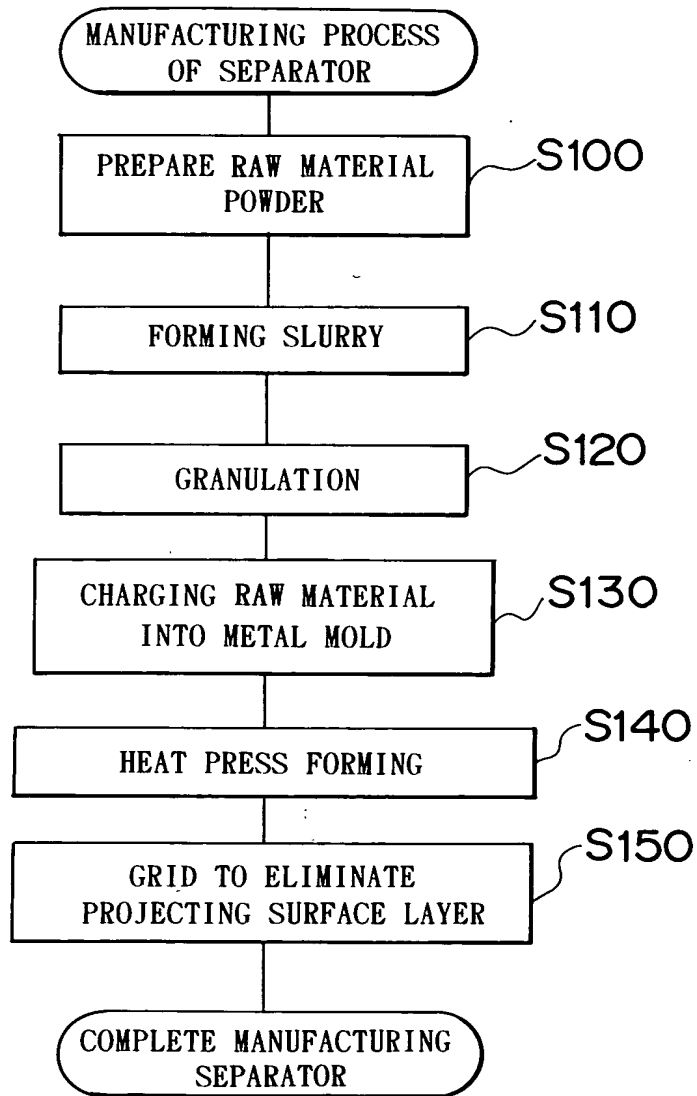 MANUFACTURING PROCESS
OF SEPARATOR
PREPARE RAW MATERIAL
POWDER
S100
FORMING SLURRY
S110
GRANULATION
S120
CHARGING RAW MATERIAL
INTO METAL MOLD
S130
HEAT PRESS FORMING
S140
GRID TO ELIMINATE
PROJECTING SURFACE LAYER
S150
COMPLETE MANUFACTURING
SEPARATOR